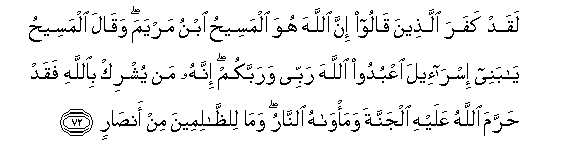 لَقَدْ كَفَرَ ٱلَّذِينَ قَالُوٓا۟ إِنَّ ٱللَّهَ هُوَ ٱلْمَسِيحُ ٱبْنُ مَرْيَمَ ۖ وَقَالَ ٱلْمَسِيحُ
يَـٰبَنِىٓ إِسْرَٰٓءِيلَ ٱعْبُدُوا۟ ٱللَّهَ رَبِّى وَرَبَّكُمْ ۖ إِنَّهُۥ مَن يُشْرِكْ بِٱللَّهِ فَقَدْ
حَرَّمَ ٱللَّهُ عَلَيْهِ ٱلْجَنَّةَ وَمَأْوَىٰهُ ٱلنَّارُ ۖ وَمَا لِلظَّـٰلِمِينَ مِنْ أَنصَارٍ ﴿٧٢﴾